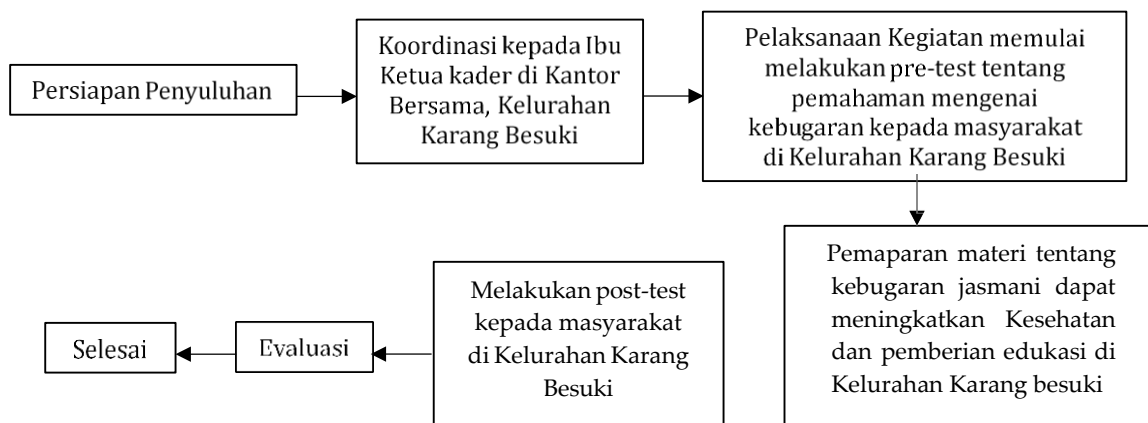 Persiapan Penyuluhan
Koordinasi kepada Ibu
Ketua kader di Kantor
Bersama, Kelurahan
Karang Besuki
Pelaksanaan Kegiatan memulai
melakukan pre-test tentang
pemahaman mengenai
kebugaran kepada masyarakat
di Kelurahan Karang Besuki
Pemaparan materi tentang
kebugaran jasmani dapat
meningkatkan Kesehatan
dan pemberian edukasi di
Kelurahan Karang besuki
Melakukan post-test
kepada masyarakat
di Kelurahan Karang
Besuki
Evaluasi
Selesai